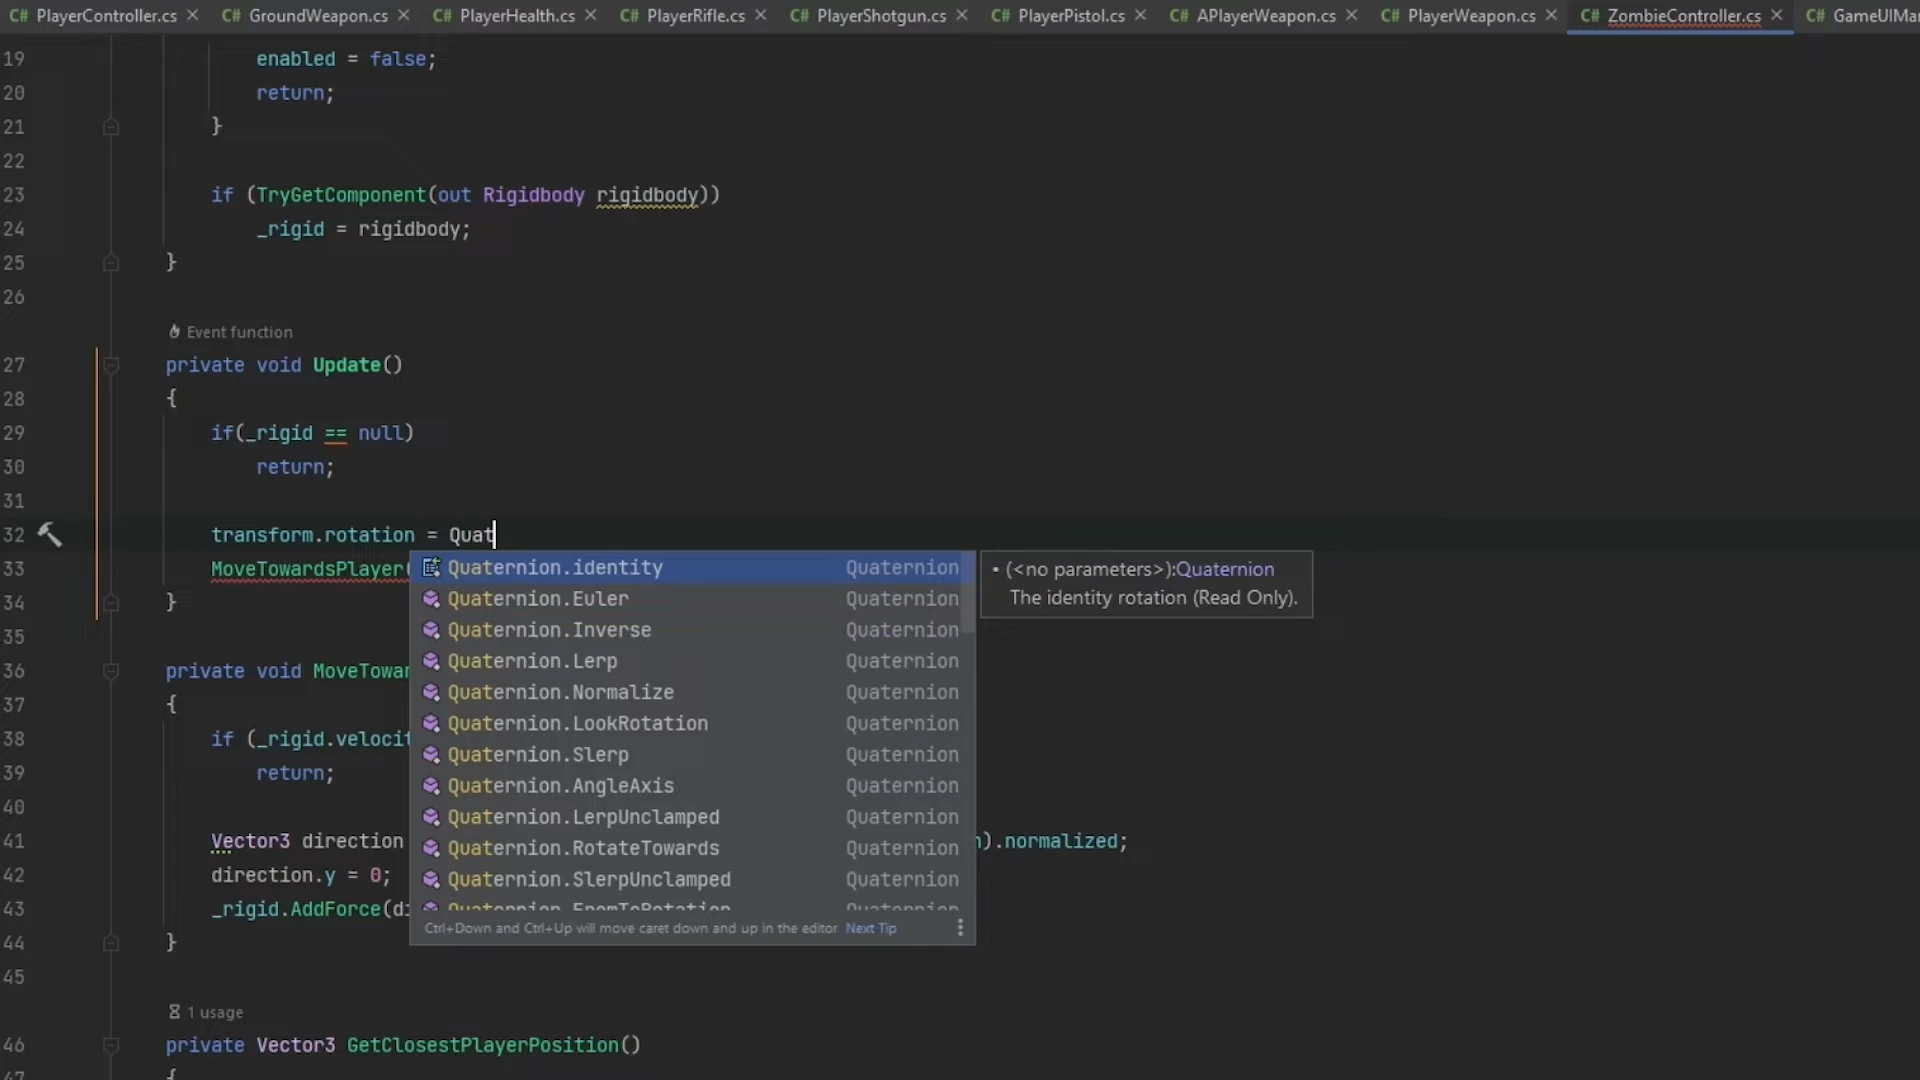 C# PlayerController.cs × C# GroundWeapon.cs × C# PlayerHealth.cs × C# PlayerRifle.cs × C# PlayerShotgun.cs × C# PlayerPistol.cs × C# APlayerWeapon.cs × C# PlayerWeapon.cs × C# ZombieController.cs × C# GameUIMa
19 enabled = false;
20 return;
21 }
22
23 if (TryGetComponent(out Rigidbody rigidbody))
24 _rigid = rigidbody;
25 }
26
Event function
27 private void Update()
28 {
29 if(_rigid == null)
30 return;
31
32 transform.rotation = Quat
33 MoveTowardsPlayer(
34 }
35
36 private void MoveTowar
37 {
38 if (_rigid.velocit
39 return;
40
41 Vector3 direction ).normalized;
42 direction.y = 0;
43 _rigid.AddForce(di
44 }
45
1 usage
46 private Vector3 GetClosestPlayerPosition()
47 {
Quaternion.identity Quaternion
Quaternion.Euler Quaternion
Quaternion.Inverse Quaternion
Quaternion.Lerp Quaternion
Quaternion.Normalize Quaternion
Quaternion.LookRotation Quaternion
Quaternion.Slerp Quaternion
Quaternion.AngleAxis Quaternion
Quaternion.LerpUnclamped Quaternion
Quaternion.RotateTowards Quaternion
Quaternion.SlerpUnclamped Quaternion
Quaternion.FromToRotation Quaternion
Ctrl+Down and Ctrl+Up will move caret down and up in the editor Next Tip
• (<no parameters>):Quaternion
The identity rotation (Read Only).